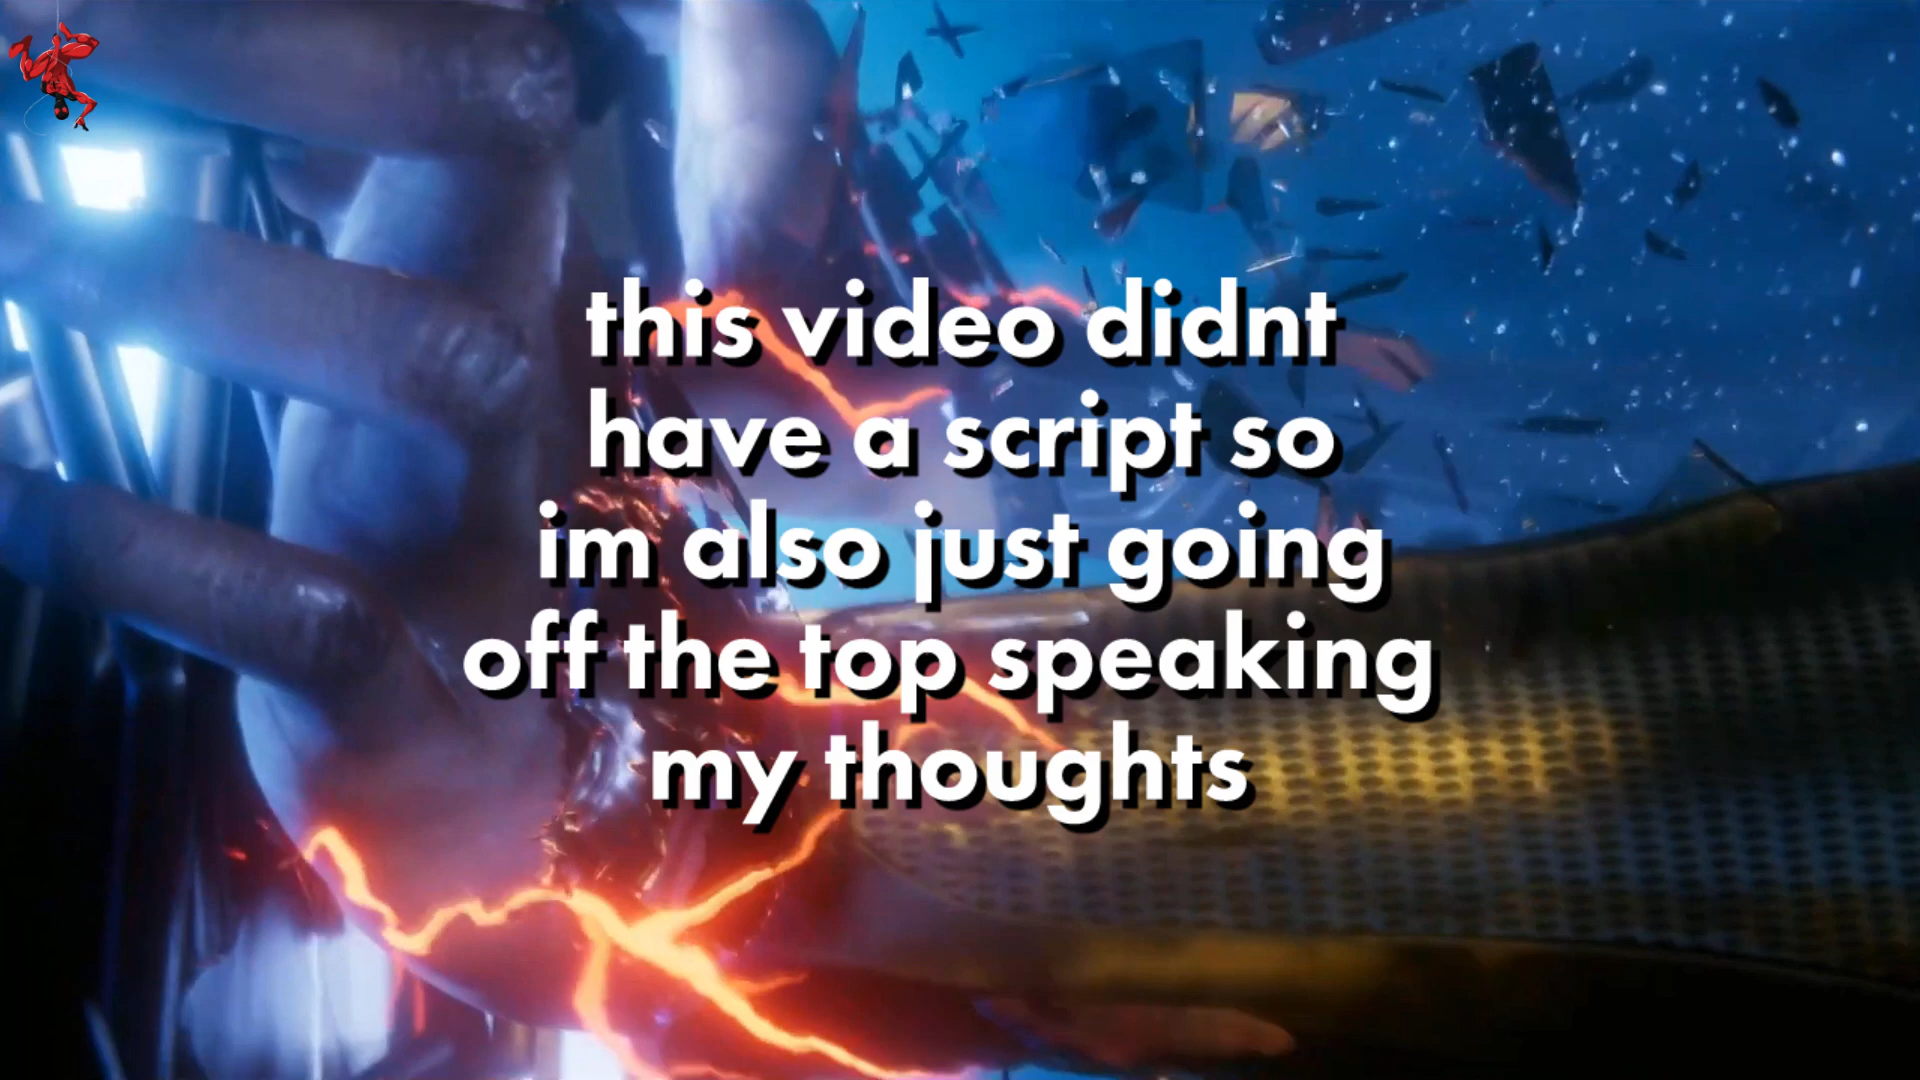 this video didnt
have a script so
im also just going
off the top speaking
my thoughts